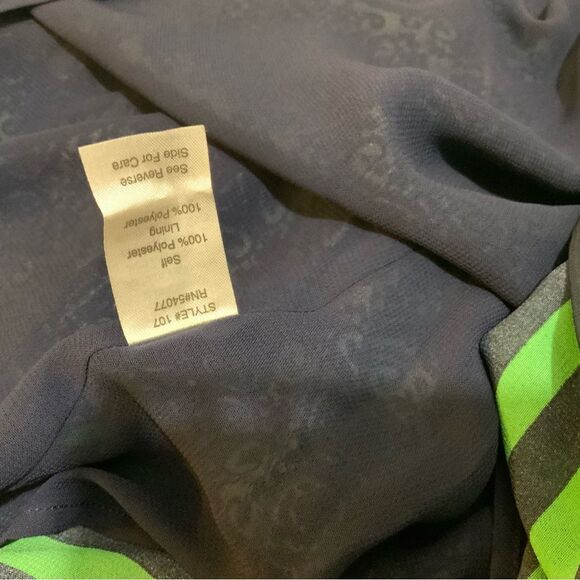 STYLE# 107
RN#54077
Self
100% Polyester
Lining
100% Polyester
See Reverse
Side For Care